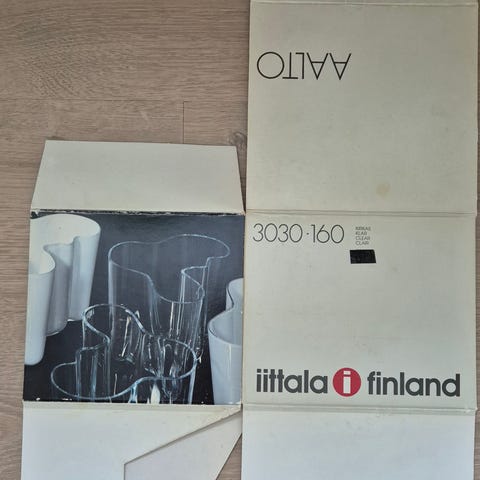 AALTO
3030·160
KIRKAS
KLAR
CLEAR
CLAIR
iittala i finland